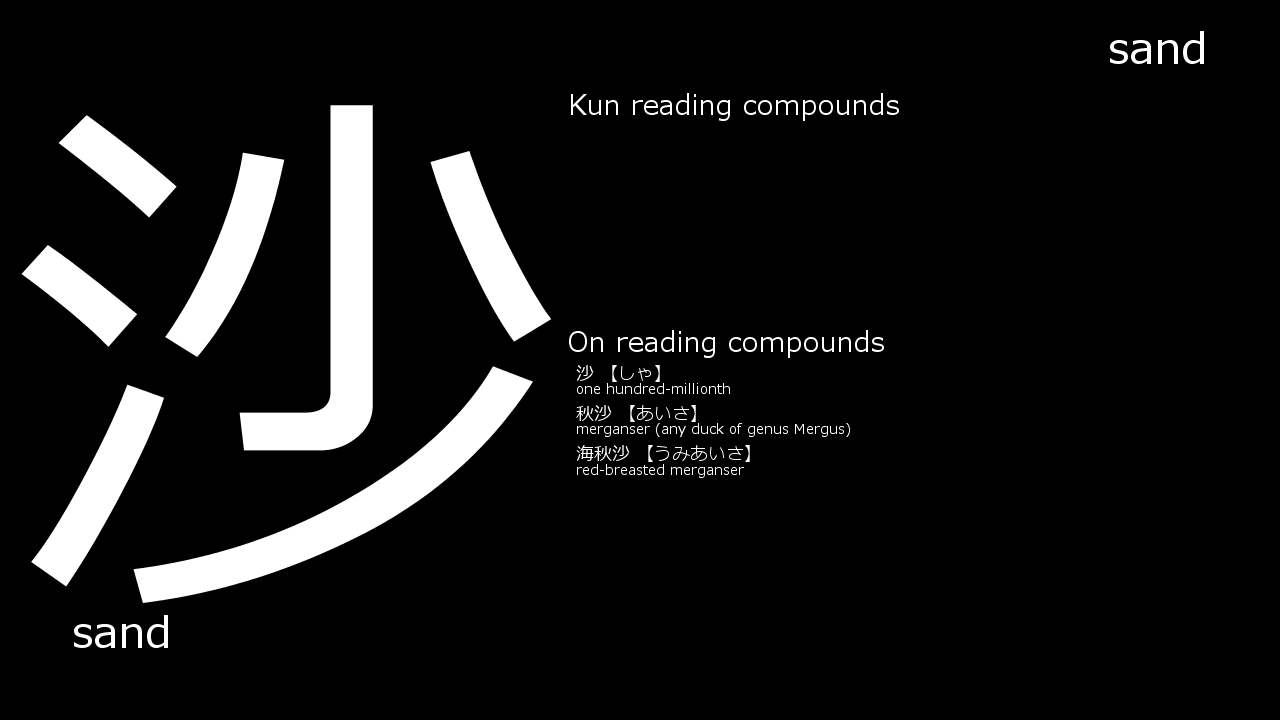 sand
沙
Kun reading compounds
On reading compounds
沙 【しゃ】
one hundred-millionth
秋沙 【あいさ】
merganser (any duck of genus Mergus)
海秋沙 【うみあいさ】
red-breasted merganser
sand